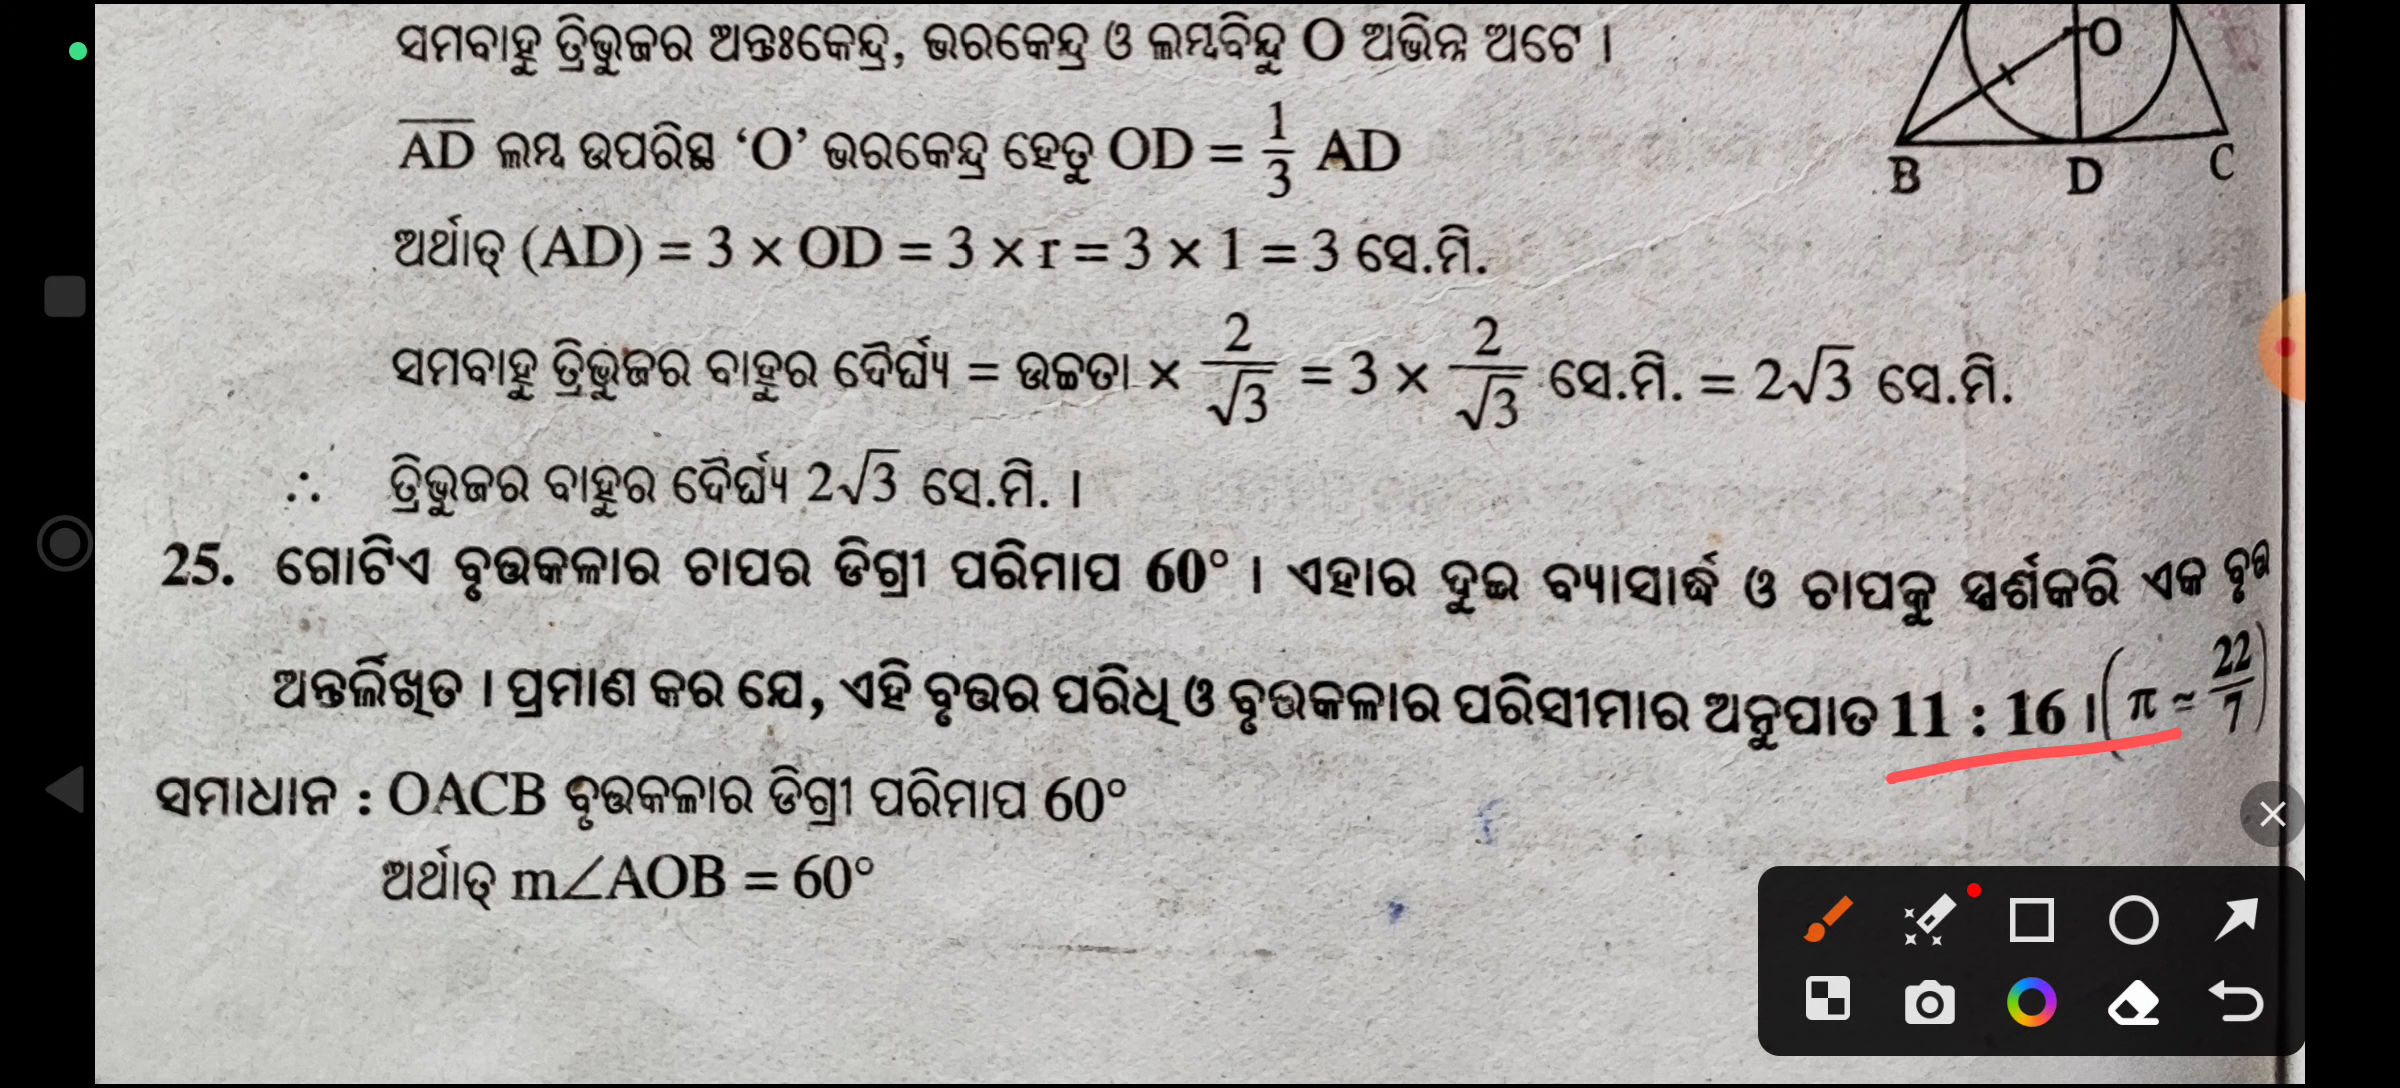 ସମବାହୁ ତ୍ରିଭୁଜର ଅନ୍ତଃକେନ୍ଦ୍ର, ଭରକେନ୍ଦ୍ର ଓ ଲମ୍ବବିନ୍ଦୁ O ଅଭିନ୍ନ ଅଟେ ।
O
AD ଲମ୍ବ ଉପରିସ୍ଥ ‘O’ ଭରକେନ୍ଦ୍ର ହେତୁ OD = 1/3 AD
B D C
ଅର୍ଥାତ୍ (AD) = 3 × OD = 3 × r = 3 × 1 = 3 ସେ.ମି.
ସମବାହୁ ତ୍ରିଭୁଜର ବାହୁର ଦୈର୍ଘ୍ୟ = ଉଚ୍ଚତା × 2/√3 = 3 × 2/√3 ସେ.ମି. = 2√3 ସେ.ମି.
∴ ତ୍ରିଭୁଜର ବାହୁର ଦୈର୍ଘ୍ୟ 2√3 ସେ.ମି. ।
25. ଗୋଟିଏ ବୃତ୍ତକଳାର ଚାପର ଡିଗ୍ରୀ ପରିମାପ 60° । ଏହାର ଦୁଇ ବ୍ୟାସାର୍ଦ୍ଧ ଓ ଚାପକୁ ସ୍ପର୍ଶକରି ଏକ ବୃତ୍ତ
ଅନ୍ତର୍ଲିଖିତ । ପ୍ରମାଣ କର ଯେ, ଏହି ବୃତ୍ତର ପରିଧି ଓ ବୃତ୍ତକଳାର ପରିସୀମାର ଅନୁପାତ 11 : 16 । (π ≃ 22/7)
ସମାଧାନ : OACB ବୃତ୍ତକଳାର ଡିଗ୍ରୀ ପରିମାପ 60°
ଅର୍ଥାତ୍ m∠AOB = 60°